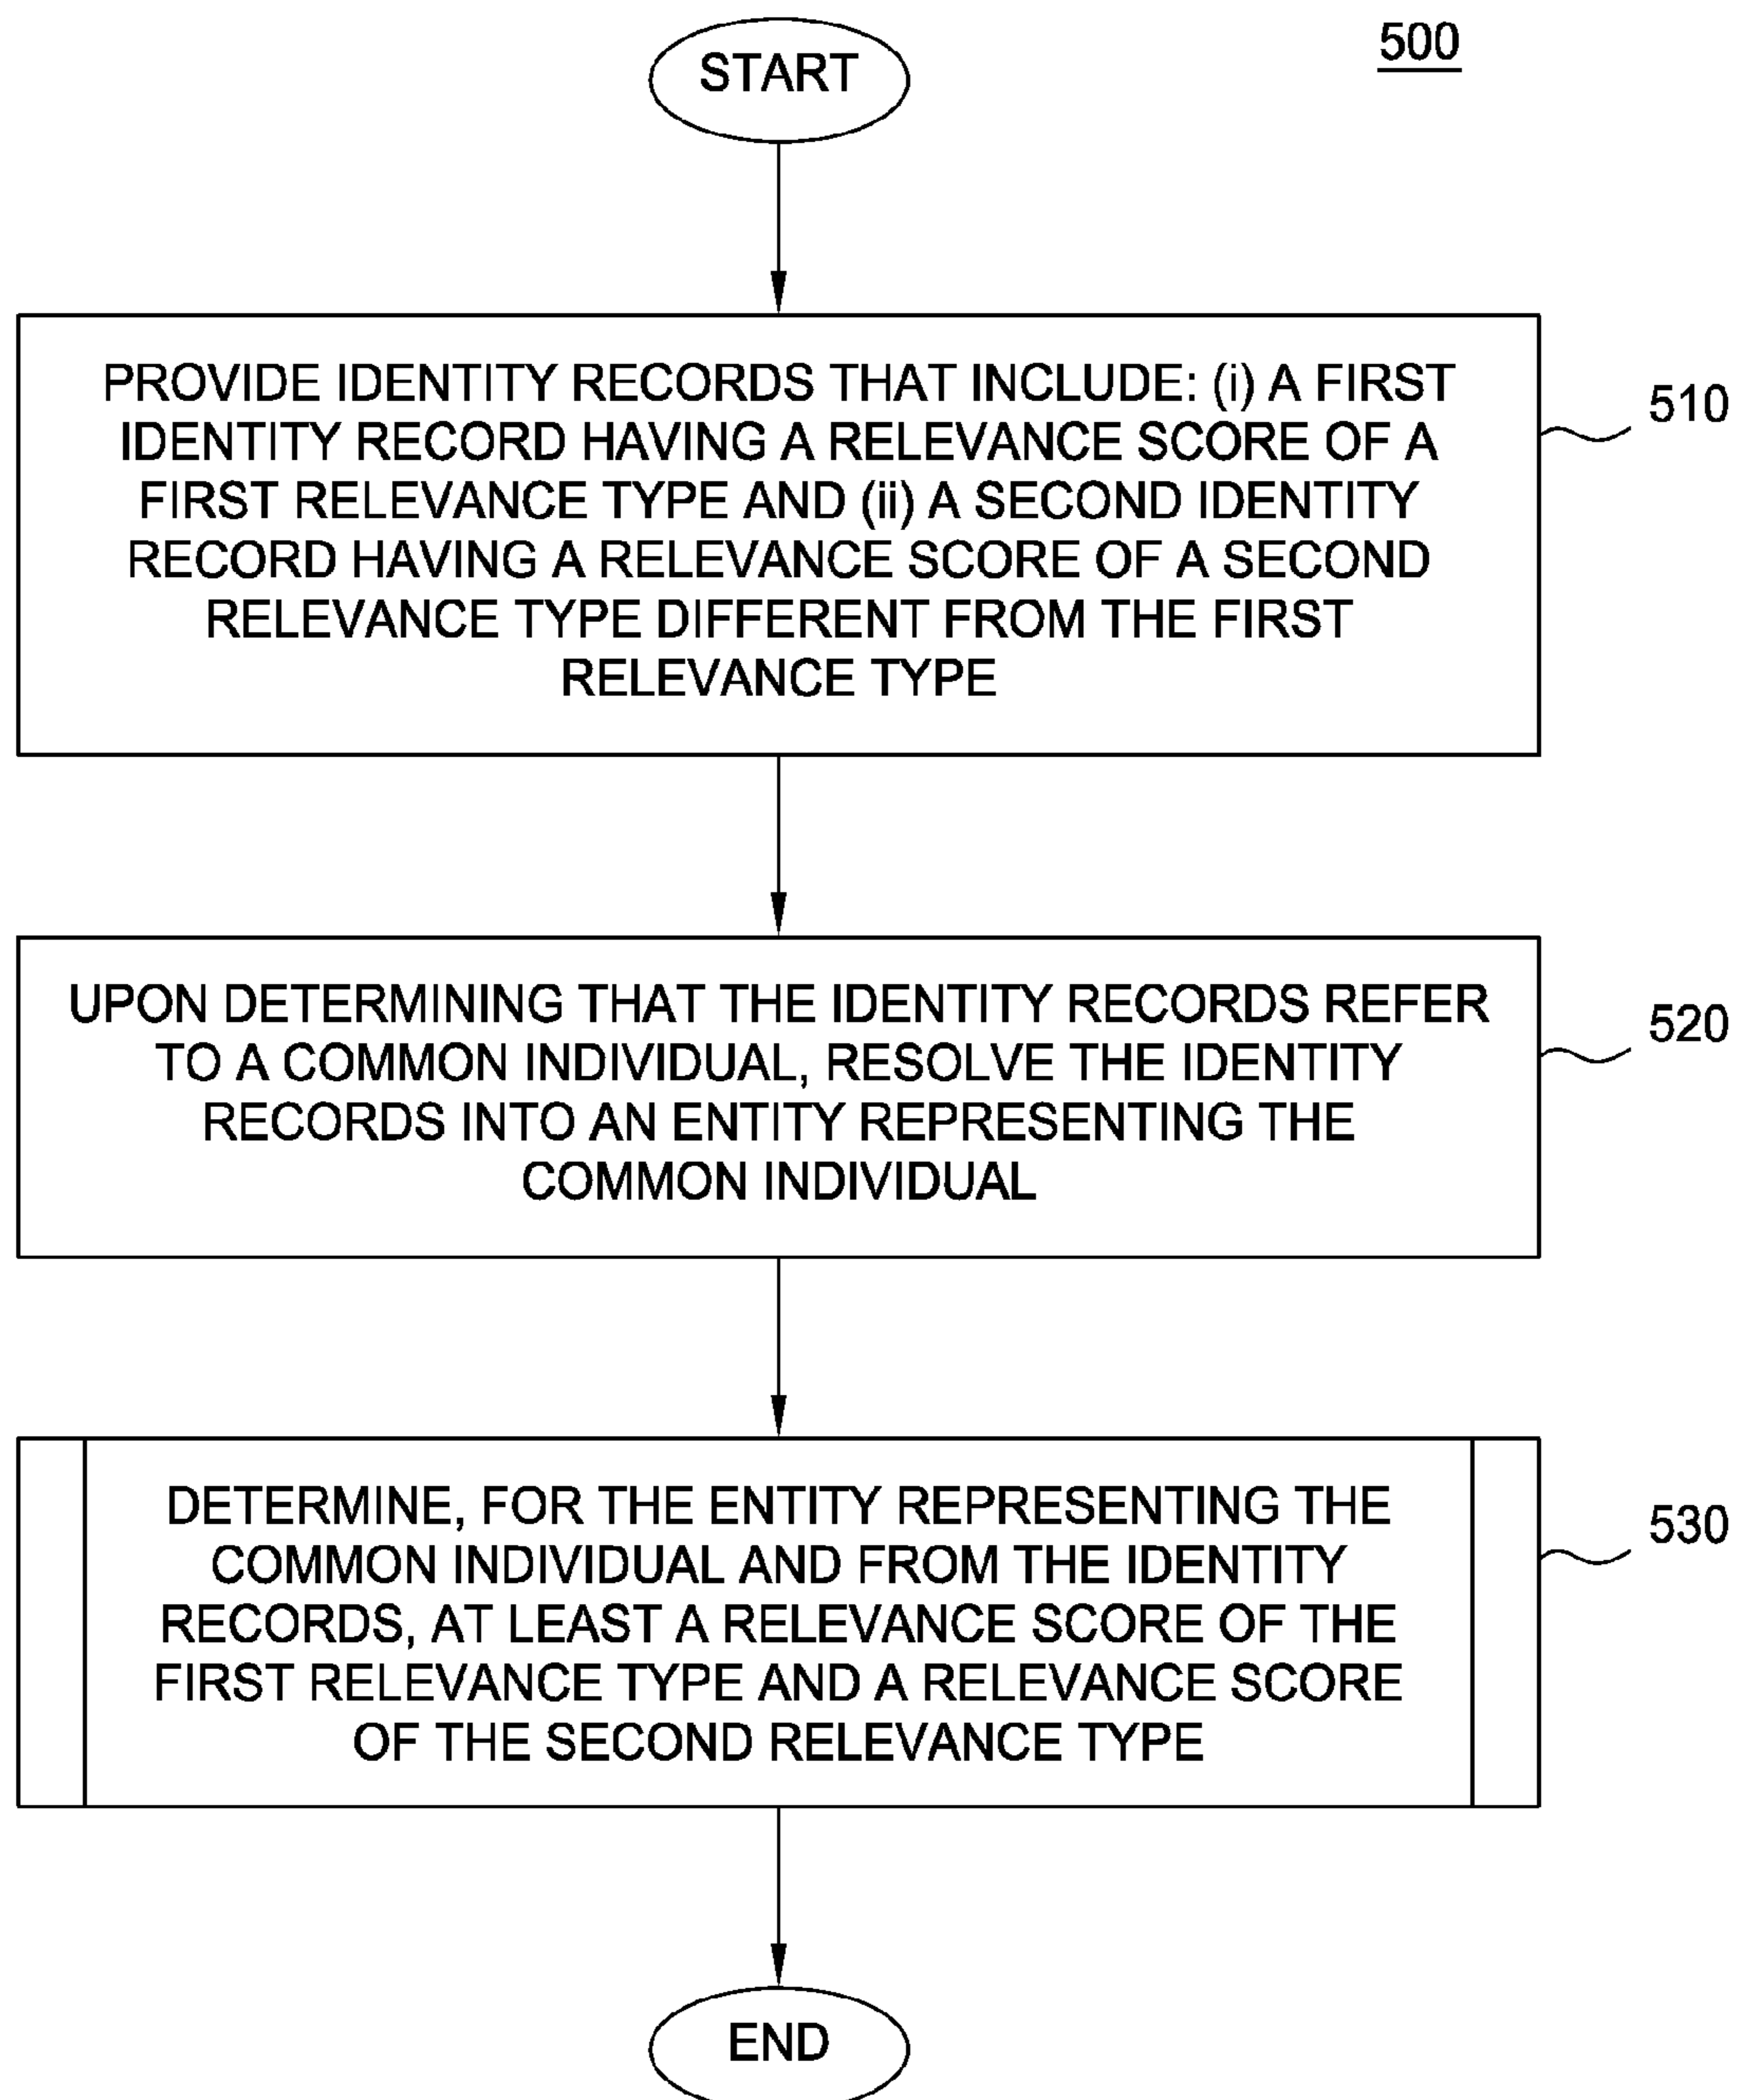 START
500
PROVIDE IDENTITY RECORDS THAT INCLUDE: (i) A FIRST
IDENTITY RECORD HAVING A RELEVANCE SCORE OF A
FIRST RELEVANCE TYPE AND (ii) A SECOND IDENTITY
RECORD HAVING A RELEVANCE SCORE OF A SECOND
RELEVANCE TYPE DIFFERENT FROM THE FIRST
RELEVANCE TYPE
510
UPON DETERMINING THAT THE IDENTITY RECORDS REFER
TO A COMMON INDIVIDUAL, RESOLVE THE IDENTITY
RECORDS INTO AN ENTITY REPRESENTING THE
COMMON INDIVIDUAL
520
DETERMINE, FOR THE ENTITY REPRESENTING THE
COMMON INDIVIDUAL AND FROM THE IDENTITY
RECORDS, AT LEAST A RELEVANCE SCORE OF THE
FIRST RELEVANCE TYPE AND A RELEVANCE SCORE
OF THE SECOND RELEVANCE TYPE
530
END